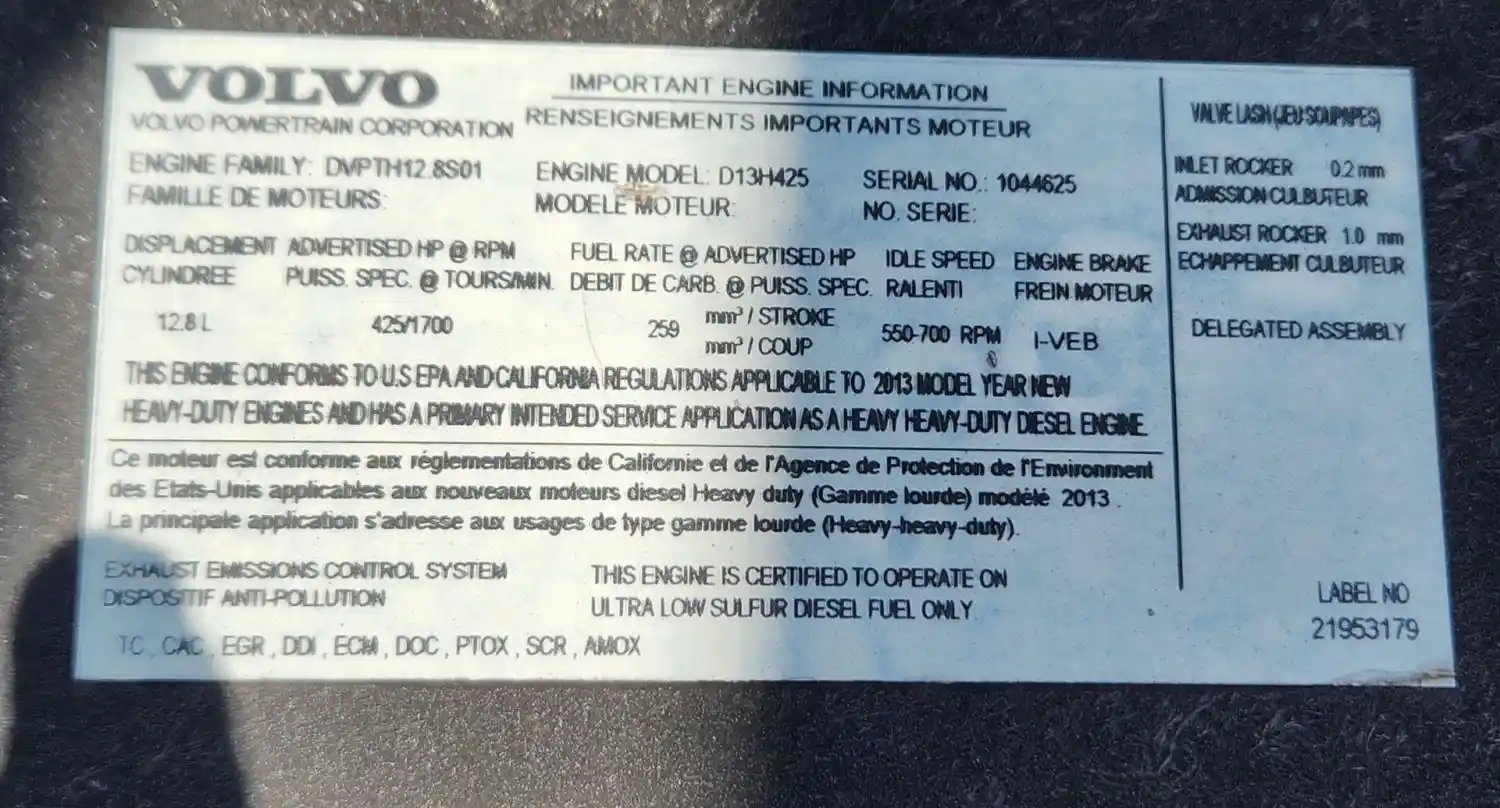 VOLVO
VOLVO POWERTRAIN CORPORATION
IMPORTANT ENGINE INFORMATION
RENSEIGNEMENTS IMPORTANTS MOTEUR
ENGINE FAMILY: DVPTH12.8S01 ENGINE MODEL: D13H425 SERIAL NO.: 1044625
FAMILLE DE MOTEURS: MODELE MOTEUR: NO. SERIE:
DISPLACEMENT ADVERTISED HP @ RPM FUEL RATE @ ADVERTISED HP IDLE SPEED ENGINE BRAKE
CYLINDREE PUISS. SPEC. @ TOURS/MIN. DEBIT DE CARB. @ PUISS. SPEC. RALENTI FREIN MOTEUR
12.8 L 425/1700 259 mm³ / STROKE 550-700 RPM I-VEB
mm³ / COUP
THIS ENGINE CONFORMS TO U.S EPA AND CALIFORNIA REGULATIONS APPLICABLE TO 2013 MODEL YEAR NEW
HEAVY-DUTY ENGINES AND HAS A PRIMARY INTENDED SERVICE APPLICATION AS A HEAVY HEAVY-DUTY DIESEL ENGINE.
Ce moteur est conforme aux réglementations de Californie et de l'Agence de Protection de l'Environment
des Etats-Unis applicables aux nouveaux moteurs diesel Heavy duty (Gamme lourde) modélé 2013 .
La principale application s'adresse aux usages de type gamme lourde (Heavy-heavy-duty).
EXHAUST EMISSIONS CONTROL SYSTEM
DISPOSITIF ANTI-POLLUTION
TC , CAC , EGR , DDI , ECM , DOC , PTOX , SCR , AMOX
THIS ENGINE IS CERTIFIED TO OPERATE ON
ULTRA LOW SULFUR DIESEL FUEL ONLY
VALVE LASH (JEU SOUPAPES)
INLET ROCKER 0.2 mm
ADMISSION CULBUTEUR
EXHAUST ROCKER 1.0 mm
ECHAPPEMENT CULBUTEUR
DELEGATED ASSEMBLY
LABEL NO
21953179